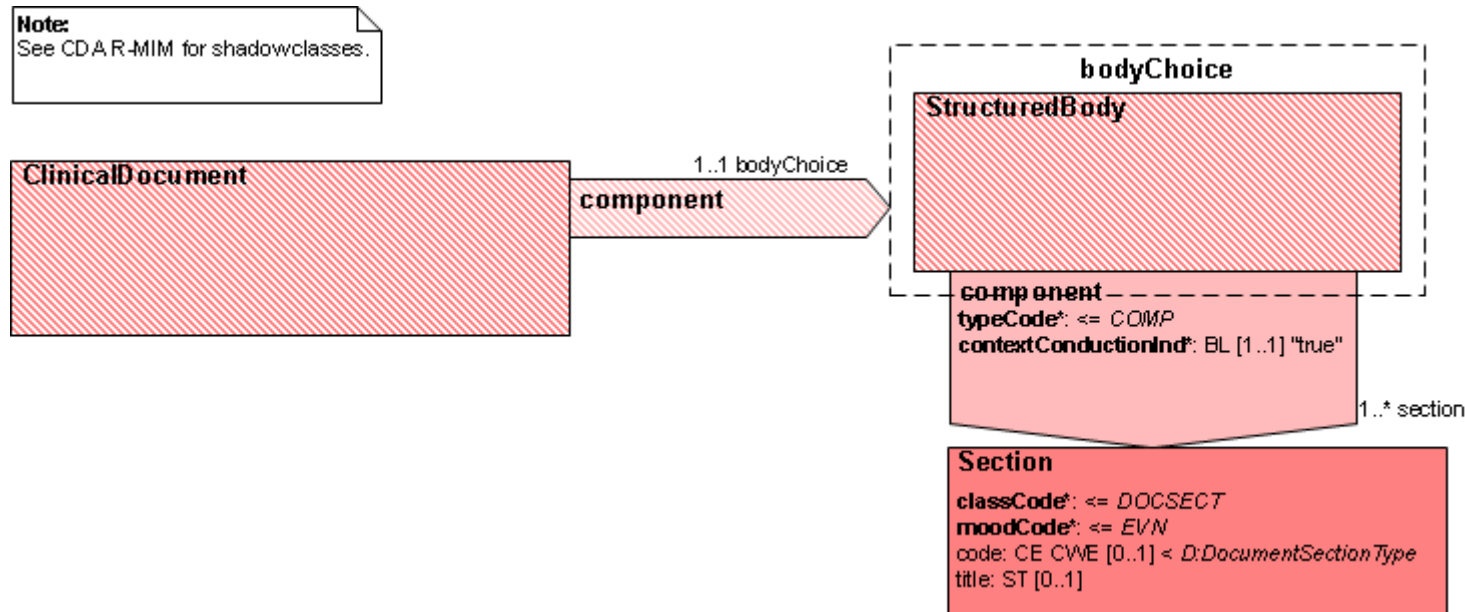 Note:
See CDA R-MIM for shadowclasses.
bodyChoice
StructuredBody
ClinicalDocument
1..1 bodyChoice
component
component
typeCode*: <= COMP
contextConductionInd*: BL [1..1] "true"
1..* section
Section
classCode*: <= DOCSECT
moodCode*: <= EVN
code: CE CWE [0..1] < D:DocumentSectionType
title: ST [0..1]